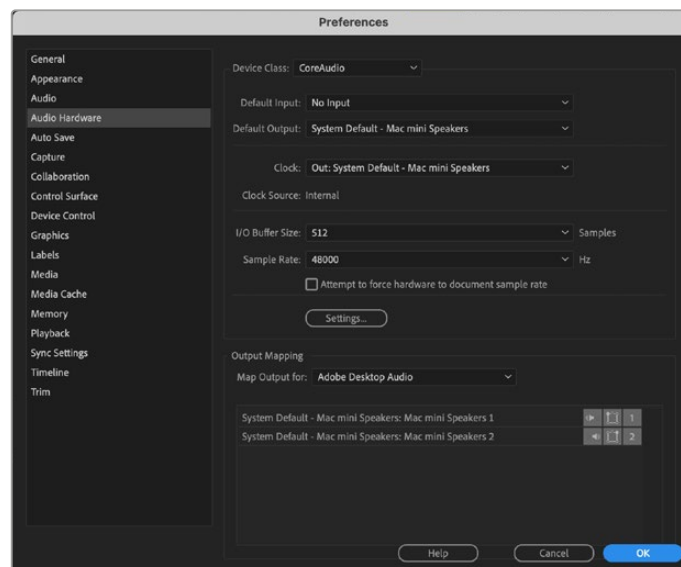 Preferences
General
Appearance
Audio
Audio Hardware
Auto Save
Capture
Collaboration
Control Surface
Device Control
Graphics
Labels
Media
Media Cache
Memory
Playback
Sync Settings
Timeline
Trim
Device Class: CoreAudio
Default Input: No Input
Default Output: System Default - Mac mini Speakers
Clock: Out: System Default - Mac mini Speakers
Clock Source: Internal
I/O Buffer Size: 512 Samples
Sample Rate: 48000 Hz
Attempt to force hardware to document sample rate
Settings...
Output Mapping
Map Output for: Adobe Desktop Audio
System Default - Mac mini Speakers: Mac mini Speakers 1 1
System Default - Mac mini Speakers: Mac mini Speakers 2 2
Help Cancel OK